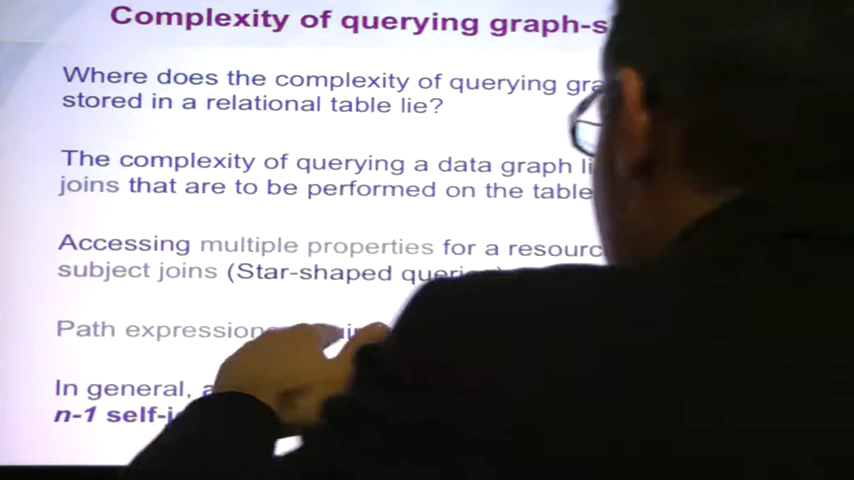 Complexity of querying graph-s
Where does the complexity of querying gra
stored in a relational table lie?
The complexity of querying a data graph li
joins that are to be performed on the table
Accessing multiple properties for a resourc
subject joins (Star-shaped queries)
Path expressions
In general,
n-1 self-j